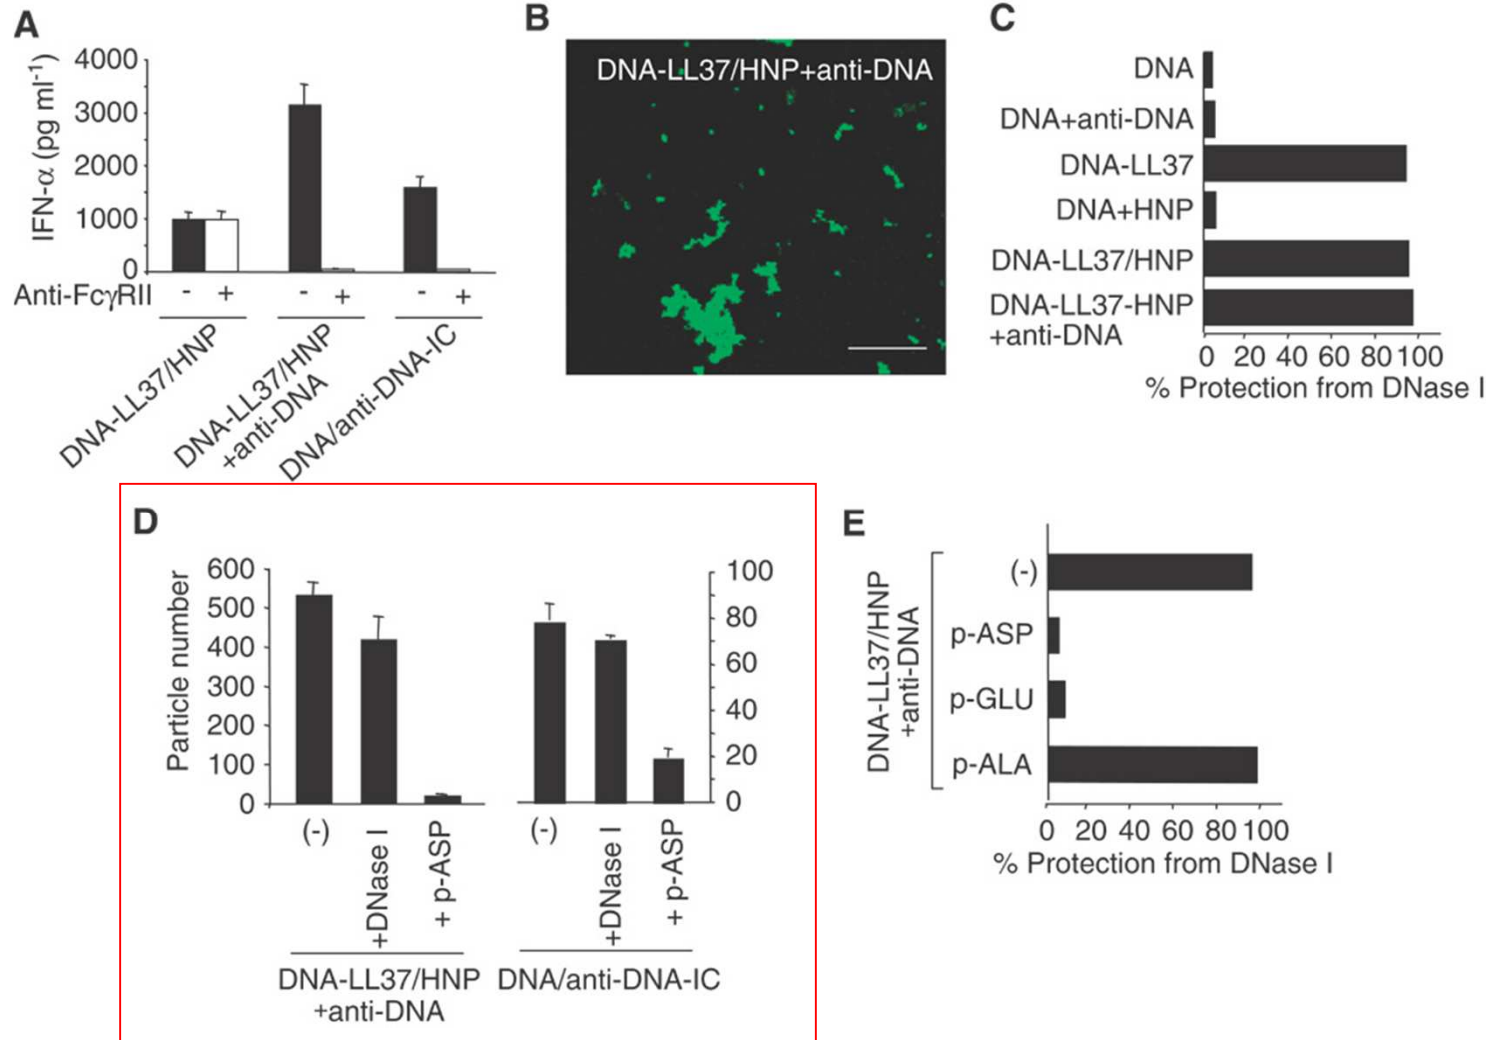 A
IFN-α (pg ml-1)
4000
3000
2000
1000
0
Anti-FcγRII
- + - + - +
DNA-LL37/HNP
DNA-LL37/HNP
+anti-DNA
DNA/anti-DNA-IC
B
DNA-LL37/HNP+anti-DNA
C
DNA
DNA+anti-DNA
DNA-LL37
DNA+HNP
DNA-LL37/HNP
DNA-LL37-HNP
+anti-DNA
0 20 40 60 80 100
% Protection from DNase I
D
Particle number
600
500
400
300
200
100
0
100
80
60
40
20
0
(-)
+DNase I
+ p-ASP
(-)
+DNase I
+ p-ASP
DNA-LL37/HNP
+anti-DNA
DNA/anti-DNA-IC
E
DNA-LL37/HNP
+anti-DNA
(-)
p-ASP
p-GLU
p-ALA
0 20 40 60 80 100
% Protection from DNase I